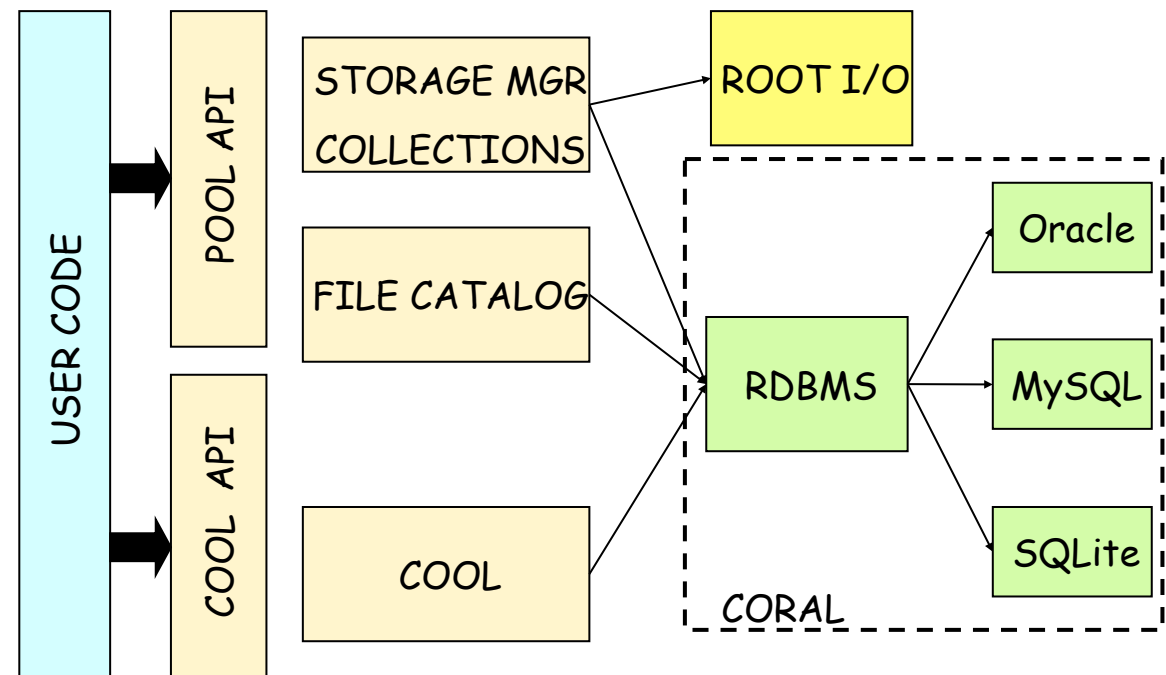 USER CODE
POOL API
COOL API
STORAGE MGR
COLLECTIONS
FILE CATALOG
COOL
ROOT I/O
RDBMS
Oracle
MySQL
SQLite
CORAL